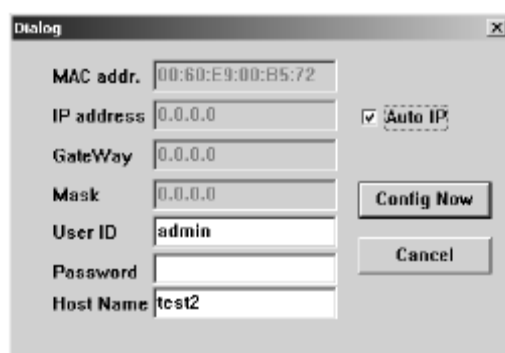 Dialog
MAC addr. 00:60:E9:00:B5:72
IP address 0.0.0.0
Auto IP
GateWay 0.0.0.0
Mask 0.0.0.0
Config Now
User ID admin
Cancel
Password
Host Name test2